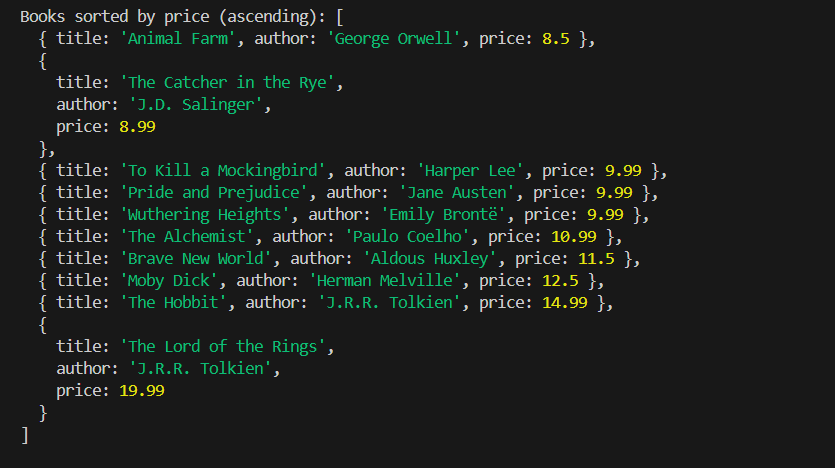 Books sorted by price (ascending): [
  { title: 'Animal Farm', author: 'George Orwell', price: 8.5 },
  {
    title: 'The Catcher in the Rye',
    author: 'J.D. Salinger',
    price: 8.99
  },
  { title: 'To Kill a Mockingbird', author: 'Harper Lee', price: 9.99 },
  { title: 'Pride and Prejudice', author: 'Jane Austen', price: 9.99 },
  { title: 'Wuthering Heights', author: 'Emily Brontë', price: 9.99 },
  { title: 'The Alchemist', author: 'Paulo Coelho', price: 10.99 },
  { title: 'Brave New World', author: 'Aldous Huxley', price: 11.5 },
  { title: 'Moby Dick', author: 'Herman Melville', price: 12.5 },
  { title: 'The Hobbit', author: 'J.R.R. Tolkien', price: 14.99 },
  {
    title: 'The Lord of the Rings',
    author: 'J.R.R. Tolkien',
    price: 19.99
  }
]